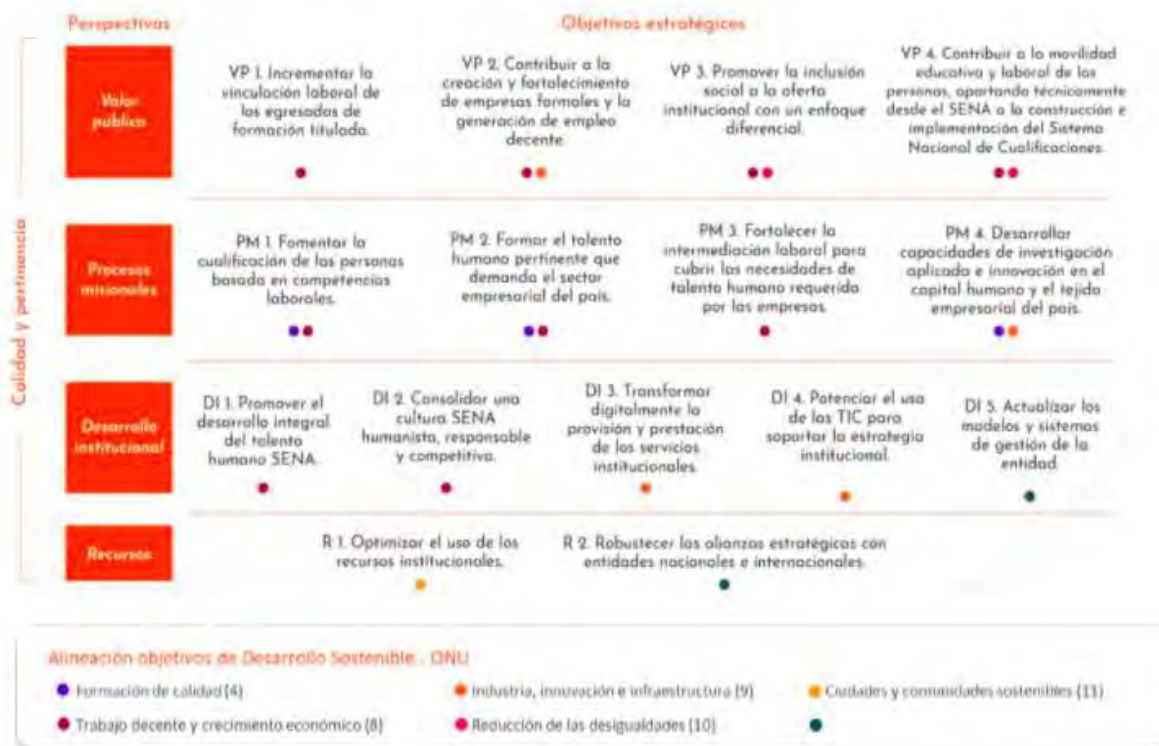 Perspectivas
Objetivos estratégicos
Calidad y pertinencia
Valor
público
VP 1. Incrementar la
vinculación laboral de
los egresados de
formación titulada.
VP 2. Contribuir a la
creación y fortalecimiento
de empresas formales y la
generación de empleo
decente.
VP 3. Promover la inclusión
social a la oferta
institucional con un enfoque
diferencial.
VP 4. Contribuir a la movilidad
educativa y laboral de las
personas, aportando técnicamente
desde el SENA a la construcción e
implementación del Sistema
Nacional de Cualificaciones.
Procesos
misionales
PM 1. Fomentar la
cualificación de las personas
basada en competencias
laborales.
PM 2. Formar el talento
humano pertinente que
demanda el sector
empresarial del país.
PM 3. Fortalecer la
intermediación laboral para
cubrir las necesidades de
talento humano requerido
por las empresas.
PM 4. Desarrollar
capacidades de investigación
aplicada e innovación en el
capital humano y el tejido
empresarial del país.
Desarrollo
institucional
DI 1. Promover el
desarrollo integral
del talento
humano SENA.
DI 2. Consolidar una
cultura SENA
humanista, responsable
y competitiva.
DI 3. Transformar
digitalmente la
provisión y prestación
de los servicios
institucionales.
DI 4. Potenciar el uso
de las TIC para
soportar la estrategia
institucional.
DI 5. Actualizar los
modelos y sistemas
de gestión de la
entidad.
Recursos
R 1. Optimizar el uso de los
recursos institucionales.
R 2. Robustecer las alianzas estratégicas con
entidades nacionales e internacionales.
Alineación objetivos de Desarrollo Sostenible - ONU
Formación de calidad (4)
Industria, innovación e infraestructura (9)
Ciudades y comunidades sostenibles (11)
Trabajo decente y crecimiento económico (8)
Reducción de las desigualdades (10)